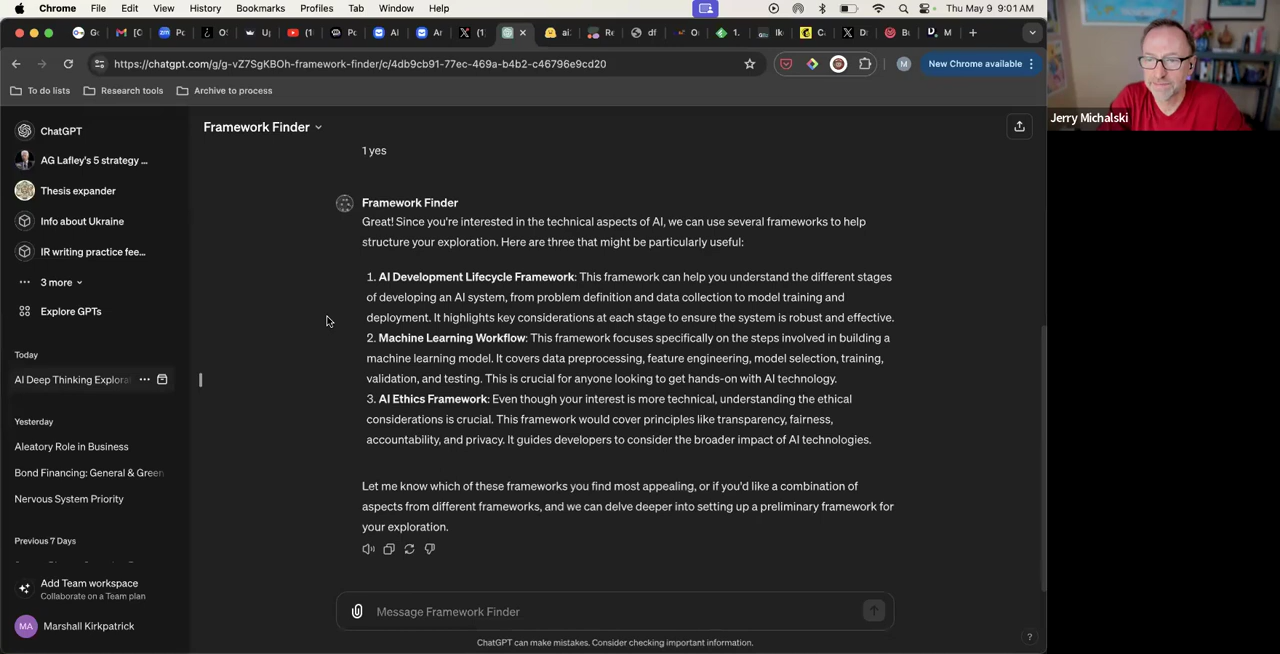 Chrome File Edit View History Bookmarks Profiles Tab Window Help Thu May 9 9:01 AM
https://chatgpt.com/g/g-vZ7SgKBOh-framework-finder/c/4db9cb91-77ec-469a-b4b2-c46796e9cd20
New Chrome available
To do lists Research tools Archive to process
Jerry Michalski
ChatGPT
AG Lafley's 5 strategy ...
Thesis expander
Info about Ukraine
IR writing practice fee...
3 more
Explore GPTs
Today
AI Deep Thinking Explora
Yesterday
Aleatory Role in Business
Bond Financing: General & Green
Nervous System Priority
Previous 7 Days
Add Team workspace
Collaborate on a Team plan
MA Marshall Kirkpatrick
Framework Finder
1 yes
Framework Finder
Great! Since you're interested in the technical aspects of AI, we can use several frameworks to help
structure your exploration. Here are three that might be particularly useful:
1. AI Development Lifecycle Framework: This framework can help you understand the different stages
of developing an AI system, from problem definition and data collection to model training and
deployment. It highlights key considerations at each stage to ensure the system is robust and effective.
2. Machine Learning Workflow: This framework focuses specifically on the steps involved in building a
machine learning model. It covers data preprocessing, feature engineering, model selection, training,
validation, and testing. This is crucial for anyone looking to get hands-on with AI technology.
3. AI Ethics Framework: Even though your interest is more technical, understanding the ethical
considerations is crucial. This framework would cover principles like transparency, fairness,
accountability, and privacy. It guides developers to consider the broader impact of AI technologies.
Let me know which of these frameworks you find most appealing, or if you'd like a combination of
aspects from different frameworks, and we can delve deeper into setting up a preliminary framework for
your exploration.
Message Framework Finder
ChatGPT can make mistakes. Consider checking important information.
?